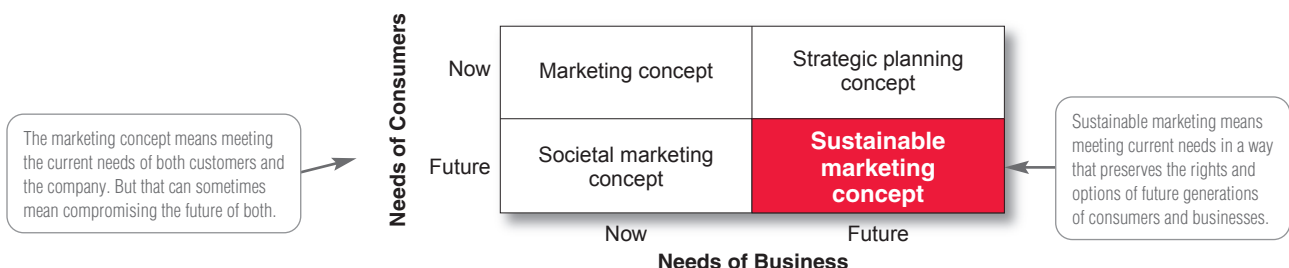 The marketing concept means meeting
the current needs of both customers and
the company. But that can sometimes
mean compromising the future of both.
Needs of Consumers
Now
Future
Marketing concept
Strategic planning
concept
Societal marketing
concept
Sustainable
marketing
concept
Now
Future
Needs of Business
Sustainable marketing means
meeting current needs in a way
that preserves the rights and
options of future generations
of consumers and businesses.